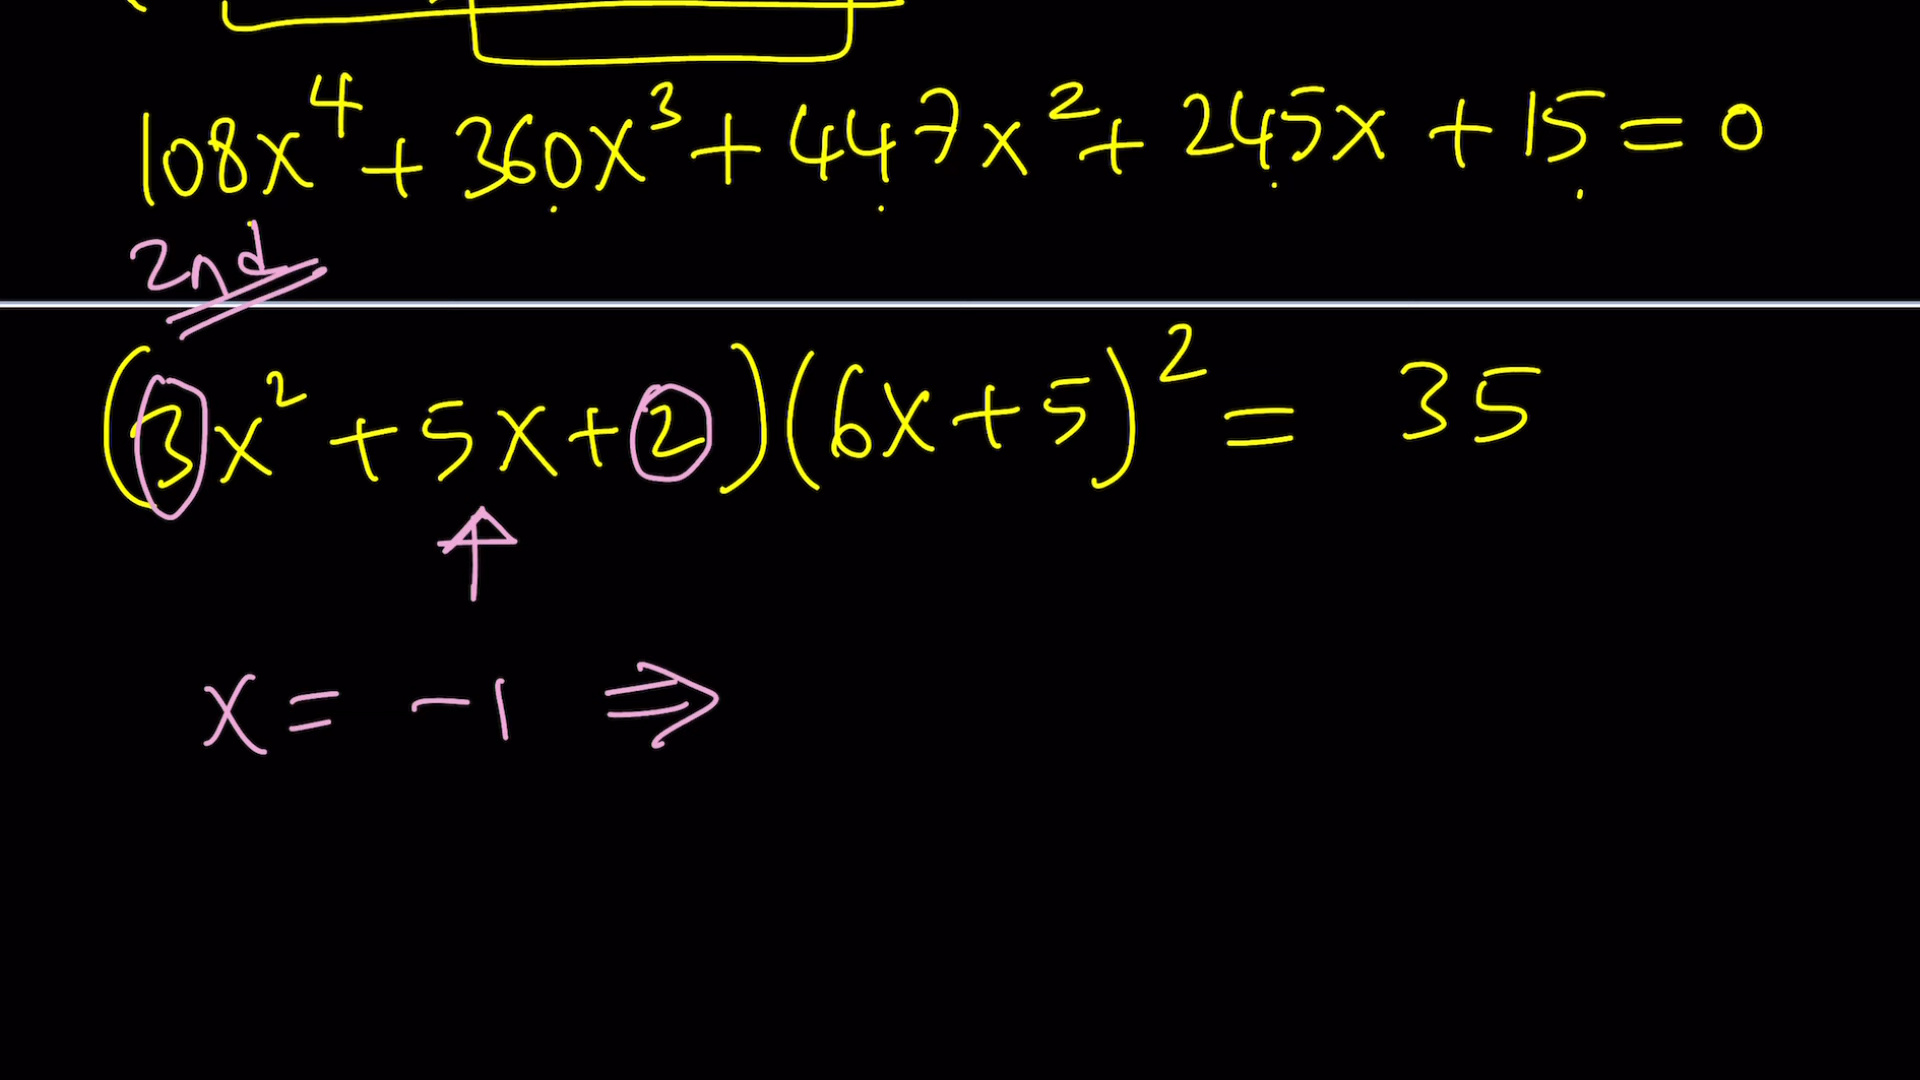 108x⁴ + 360x³ + 447x² + 245x + 15 = 0
2nd
(3x² + 5x + 2)(6x + 5)² = 35
x = -1 ⇒